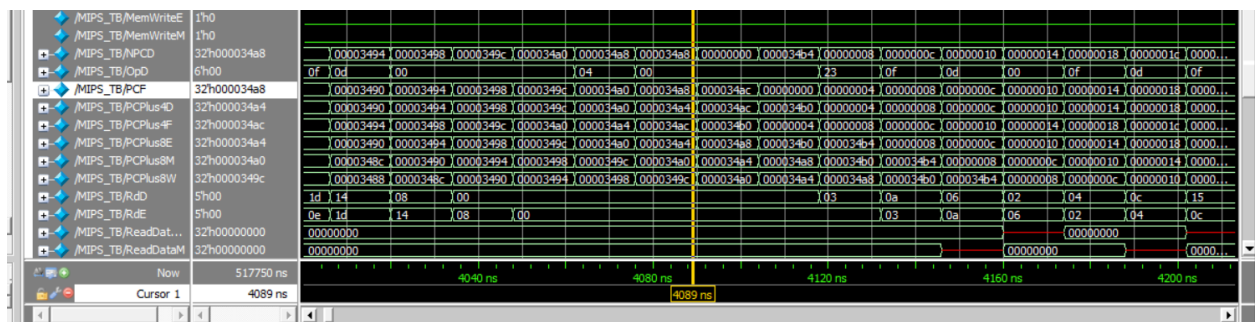 /MIPS_TB/MemWriteE 1'h0
/MIPS_TB/MemWriteM 1'h0
/MIPS_TB/NPCD 32'h000034a8 00003494 00003498 0000349c 000034a0 000034a8 000034a8 00000000 000034b4 00000008 0000000c 00000010 00000014 00000018 0000001c 0000...
/MIPS_TB/OpD 6'h00 0f 0d 00 04 00 23 0f 0d 00 0f 0d 0f
/MIPS_TB/PCF 32'h000034a8 00003490 00003494 00003498 0000349c 000034a0 000034a8 000034ac 00000000 00000004 00000008 0000000c 00000010 00000014 00000018 0000...
/MIPS_TB/PCPlus4D 32'h000034a4 00003490 00003494 00003498 0000349c 000034a0 000034a4 000034ac 000034b0 00000004 00000008 0000000c 00000010 00000014 00000018 0000...
/MIPS_TB/PCPlus4F 32'h000034ac 00003494 00003498 0000349c 000034a0 000034a4 000034ac 000034b0 00000004 00000008 0000000c 00000010 00000014 00000018 0000001c 0000...
/MIPS_TB/PCPlus8E 32'h000034a4 00003490 00003494 00003498 0000349c 000034a0 000034a4 000034a8 000034b0 000034b4 00000008 0000000c 00000010 00000014 00000018 0000...
/MIPS_TB/PCPlus8M 32'h000034a0 0000348c 00003490 00003494 00003498 0000349c 000034a0 000034a4 000034a8 000034b0 000034b4 00000008 0000000c 00000010 00000014 0000...
/MIPS_TB/PCPlus8W 32'h0000349c 00003488 0000348c 00003490 00003494 00003498 0000349c 000034a0 000034a4 000034a8 000034b0 000034b4 00000008 0000000c 00000010 0000...
/MIPS_TB/RdD 5'h00 1d 14 08 00 03 0a 06 02 04 0c 15
/MIPS_TB/RdE 5'h00 0e 1d 14 08 00 03 0a 06 02 04 0c
/MIPS_TB/ReadDat... 32'h00000000 00000000 00000000
/MIPS_TB/ReadDataM 32'h00000000 00000000 00000000 0000...
Now 517750 ns 4040 ns 4080 ns 4120 ns 4160 ns 4200 ns
Cursor 1 4089 ns 4089 ns